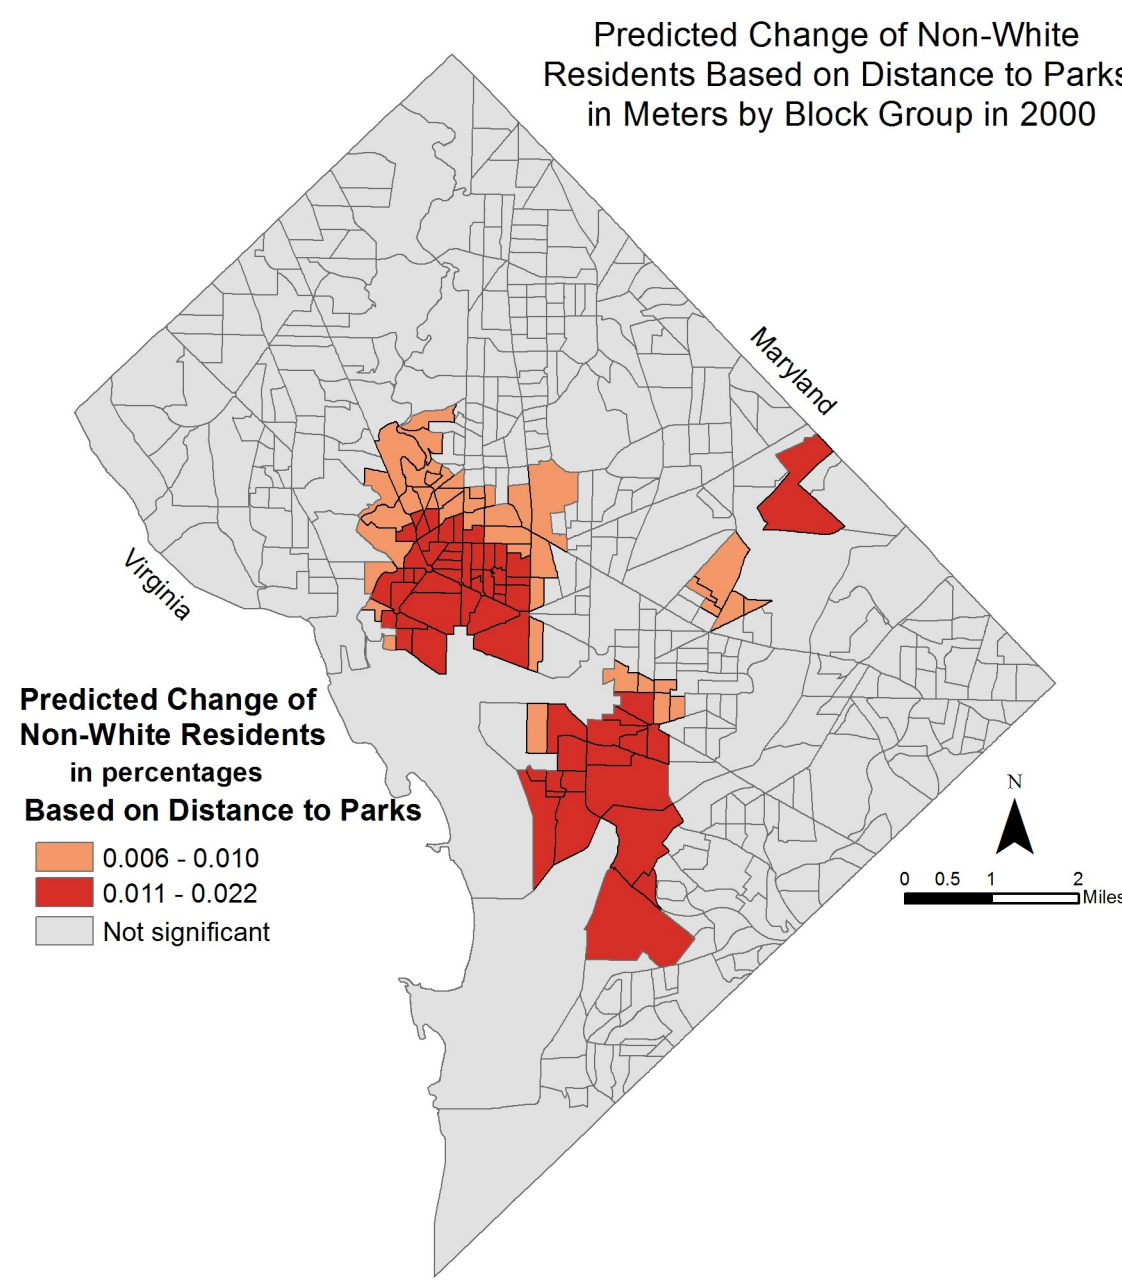 Predicted Change of Non-White
Residents Based on Distance to Parks
in Meters by Block Group in 2000
Maryland
Virginia
Predicted Change of
Non-White Residents
in percentages
Based on Distance to Parks
0.006 - 0.010
0.011 - 0.022
Not significant
N
0 0.5 1 2
Miles